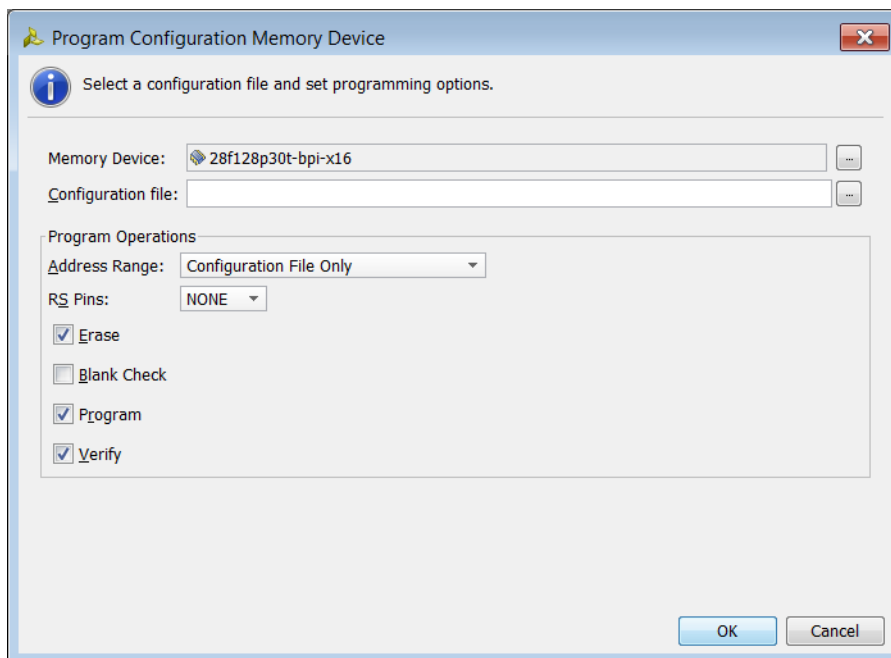 Program Configuration Memory Device
Select a configuration file and set programming options.
Memory Device: 28f128p30t-bpi-x16 ...
Configuration file: ...
Program Operations
Address Range: Configuration File Only
RS Pins: NONE
Erase
Blank Check
Program
Verify
OK Cancel